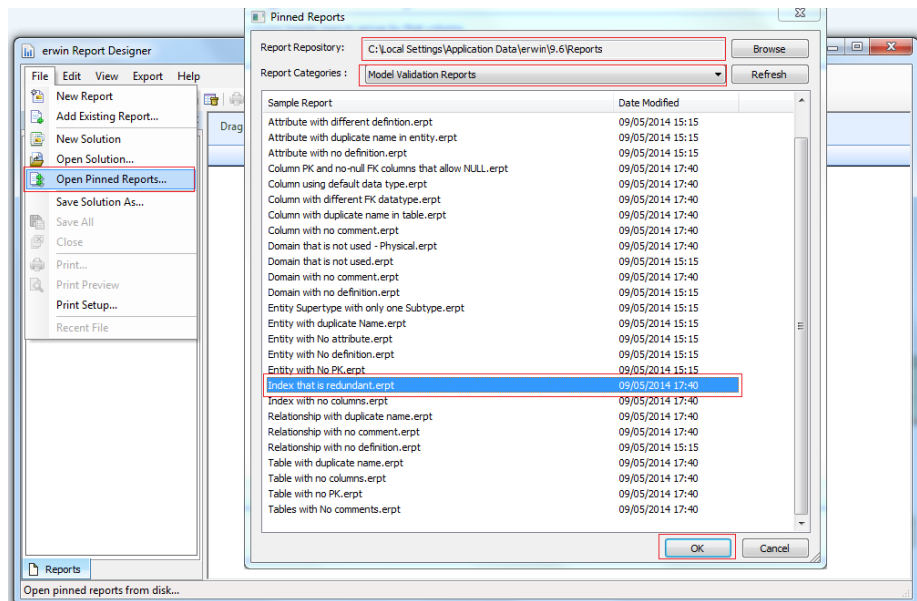 erwin Report Designer
File Edit View Export Help
New Report
Add Existing Report...
New Solution
Open Solution...
Open Pinned Reports...
Save Solution As...
Save All
Close
Print...
Print Preview
Print Setup...
Recent File
Drag
Reports
Open pinned reports from disk...
Pinned Reports
Report Repository: C:\Local Settings\Application Data\erwin\9.6\Reports Browse
Report Categories : Model Validation Reports Refresh
Sample Report Date Modified
Attribute with different defintion.erpt 09/05/2014 15:15
Attribute with duplicate name in entity.erpt 09/05/2014 15:15
Attribute with no definition.erpt 09/05/2014 15:15
Column PK and no-null FK columns that allow NULL.erpt 09/05/2014 17:40
Column using default data type.erpt 09/05/2014 17:40
Column with different FK datatype.erpt 09/05/2014 17:40
Column with duplicate name in table.erpt 09/05/2014 17:40
Column with no comment.erpt 09/05/2014 17:40
Domain that is not used - Physical.erpt 09/05/2014 17:40
Domain that is not used.erpt 09/05/2014 15:15
Domain with no comment.erpt 09/05/2014 17:40
Domain with no definition.erpt 09/05/2014 15:15
Entity Supertype with only one Subtype.erpt 09/05/2014 15:15
Entity with duplicate Name.erpt 09/05/2014 15:15
Entity with No attribute.erpt 09/05/2014 15:15
Entity with No definition.erpt 09/05/2014 15:15
Entity with No PK.erpt 09/05/2014 15:15
Index that is redundant.erpt 09/05/2014 17:40
Index with no columns.erpt 09/05/2014 17:40
Relationship with duplicate name.erpt 09/05/2014 17:40
Relationship with no comment.erpt 09/05/2014 17:40
Relationship with no definition.erpt 09/05/2014 15:15
Table with duplicate name.erpt 09/05/2014 17:40
Table with no columns.erpt 09/05/2014 17:40
Table with no PK.erpt 09/05/2014 17:40
Tables with No comments.erpt 09/05/2014 17:40
OK Cancel